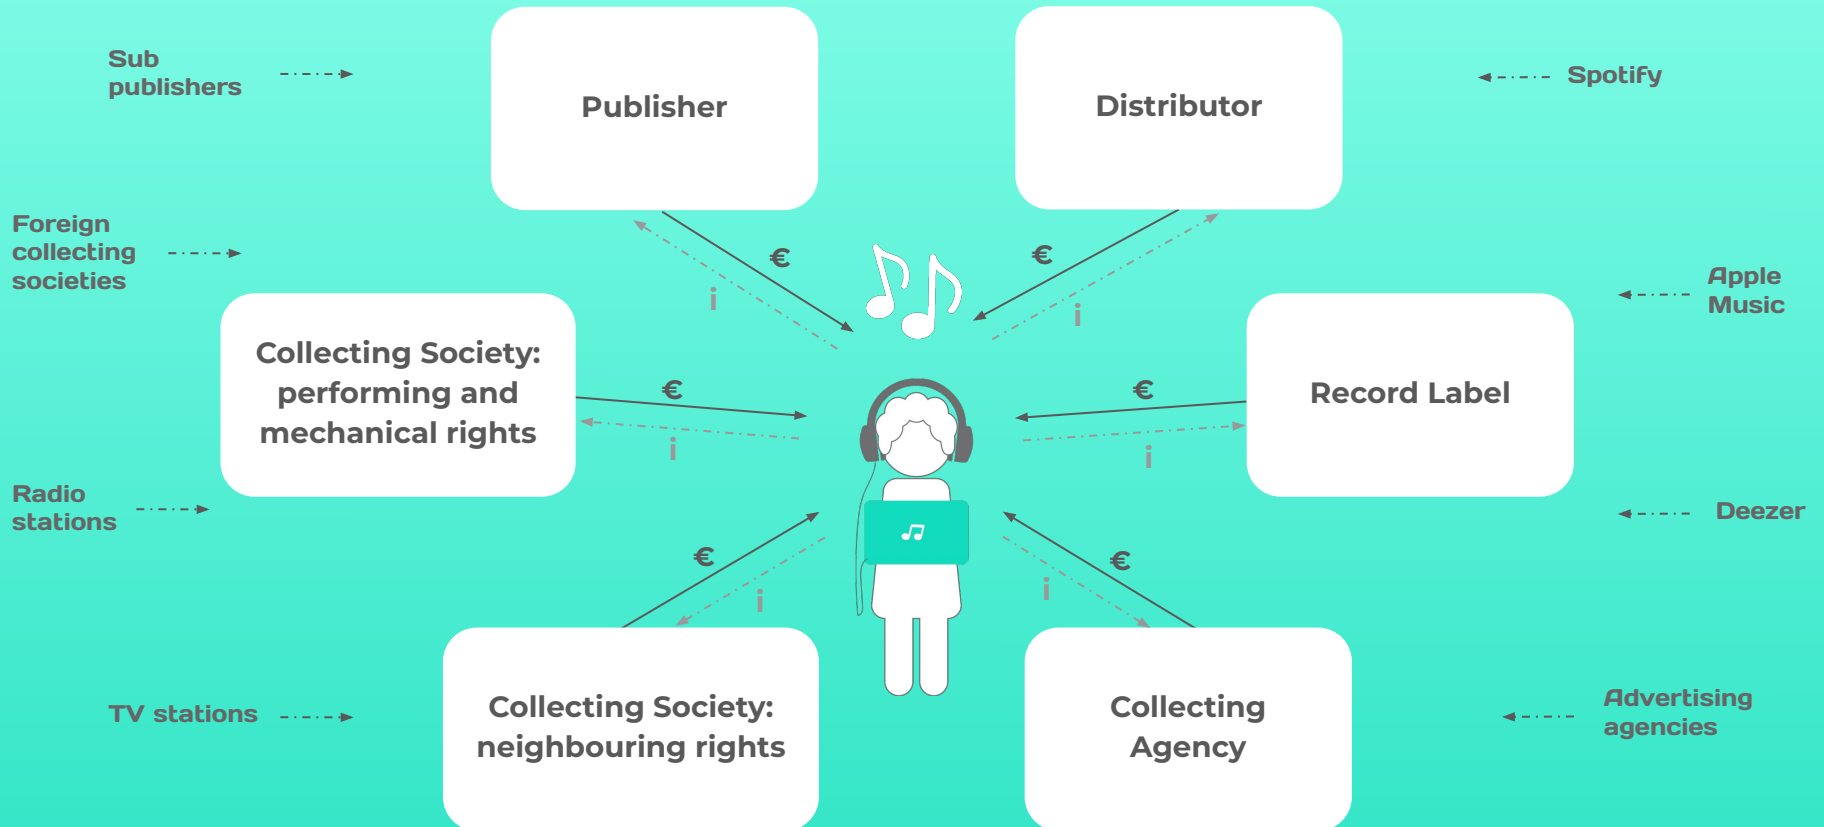 Sub
publishers
Publisher
Distributor
Spotify
Foreign
collecting
societies
€
€
i
i
Apple
Music
Collecting Society:
performing and
mechanical rights
€
i
€
i
Record Label
Radio
stations
Deezer
€
i
€
i
TV stations
Collecting Society:
neighbouring rights
Collecting
Agency
Advertising
agencies